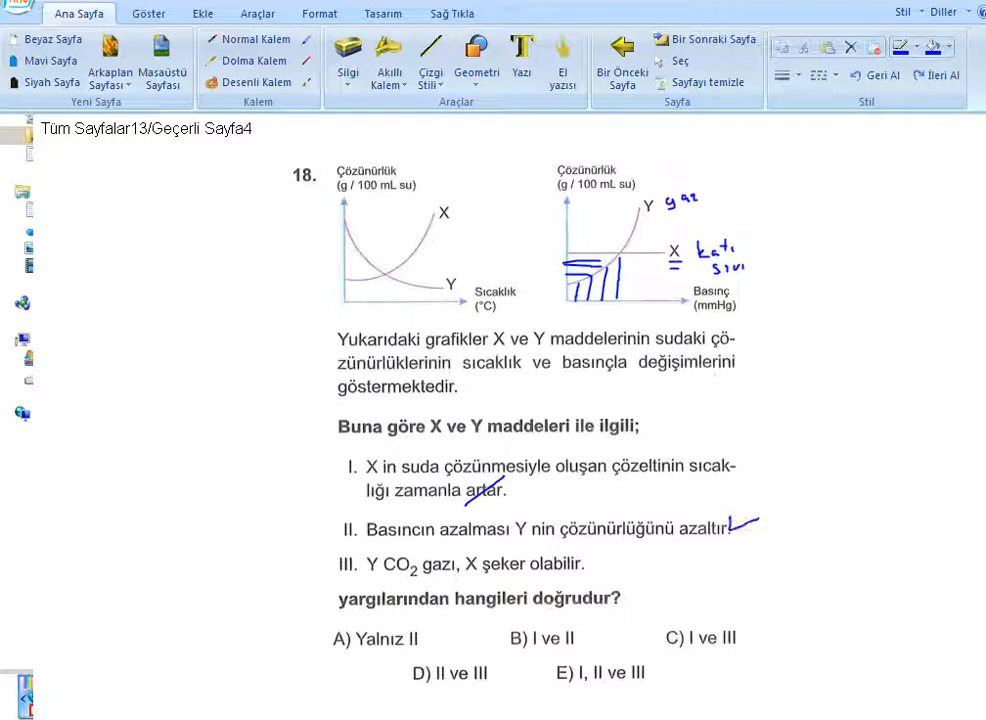 Ana Sayfa Göster Ekle Araçlar Format Tasarım Sağ Tıkla Stil Diller
Beyaz Sayfa
Mavi Sayfa
Siyah Sayfa
Arkaplan Sayfası
Masaüstü Sayfası
Yeni Sayfa
Normal Kalem
Dolma Kalem
Desenli Kalem
Kalem
Silgi
Akıllı Kalem
Çizgi Stili
Geometri
Yazı
El yazısı
Araçlar
Bir Önceki Sayfa
Bir Sonraki Sayfa
Seç
Sayfayı temizle
Sayfa
Geri Al
İleri Al
Stil
Tüm Sayfalar13/Geçerli Sayfa4
18.
Çözünürlük
(g / 100 mL su)
X
Y
Sıcaklık
(°C)
Çözünürlük
(g / 100 mL su)
Y gaz
X katı
sıvı
Basınç
(mmHg)
Yukarıdaki grafikler X ve Y maddelerinin sudaki çö-
zünürlüklerinin sıcaklık ve basınçla değişimlerini
göstermektedir.
Buna göre X ve Y maddeleri ile ilgili;
I. X in suda çözünmesiyle oluşan çözeltinin sıcak-
lığı zamanla artar.
II. Basıncın azalması Y nin çözünürlüğünü azaltır.
III. Y CO2 gazı, X şeker olabilir.
yargılarından hangileri doğrudur?
A) Yalnız II B) I ve II C) I ve III
D) II ve III E) I, II ve III